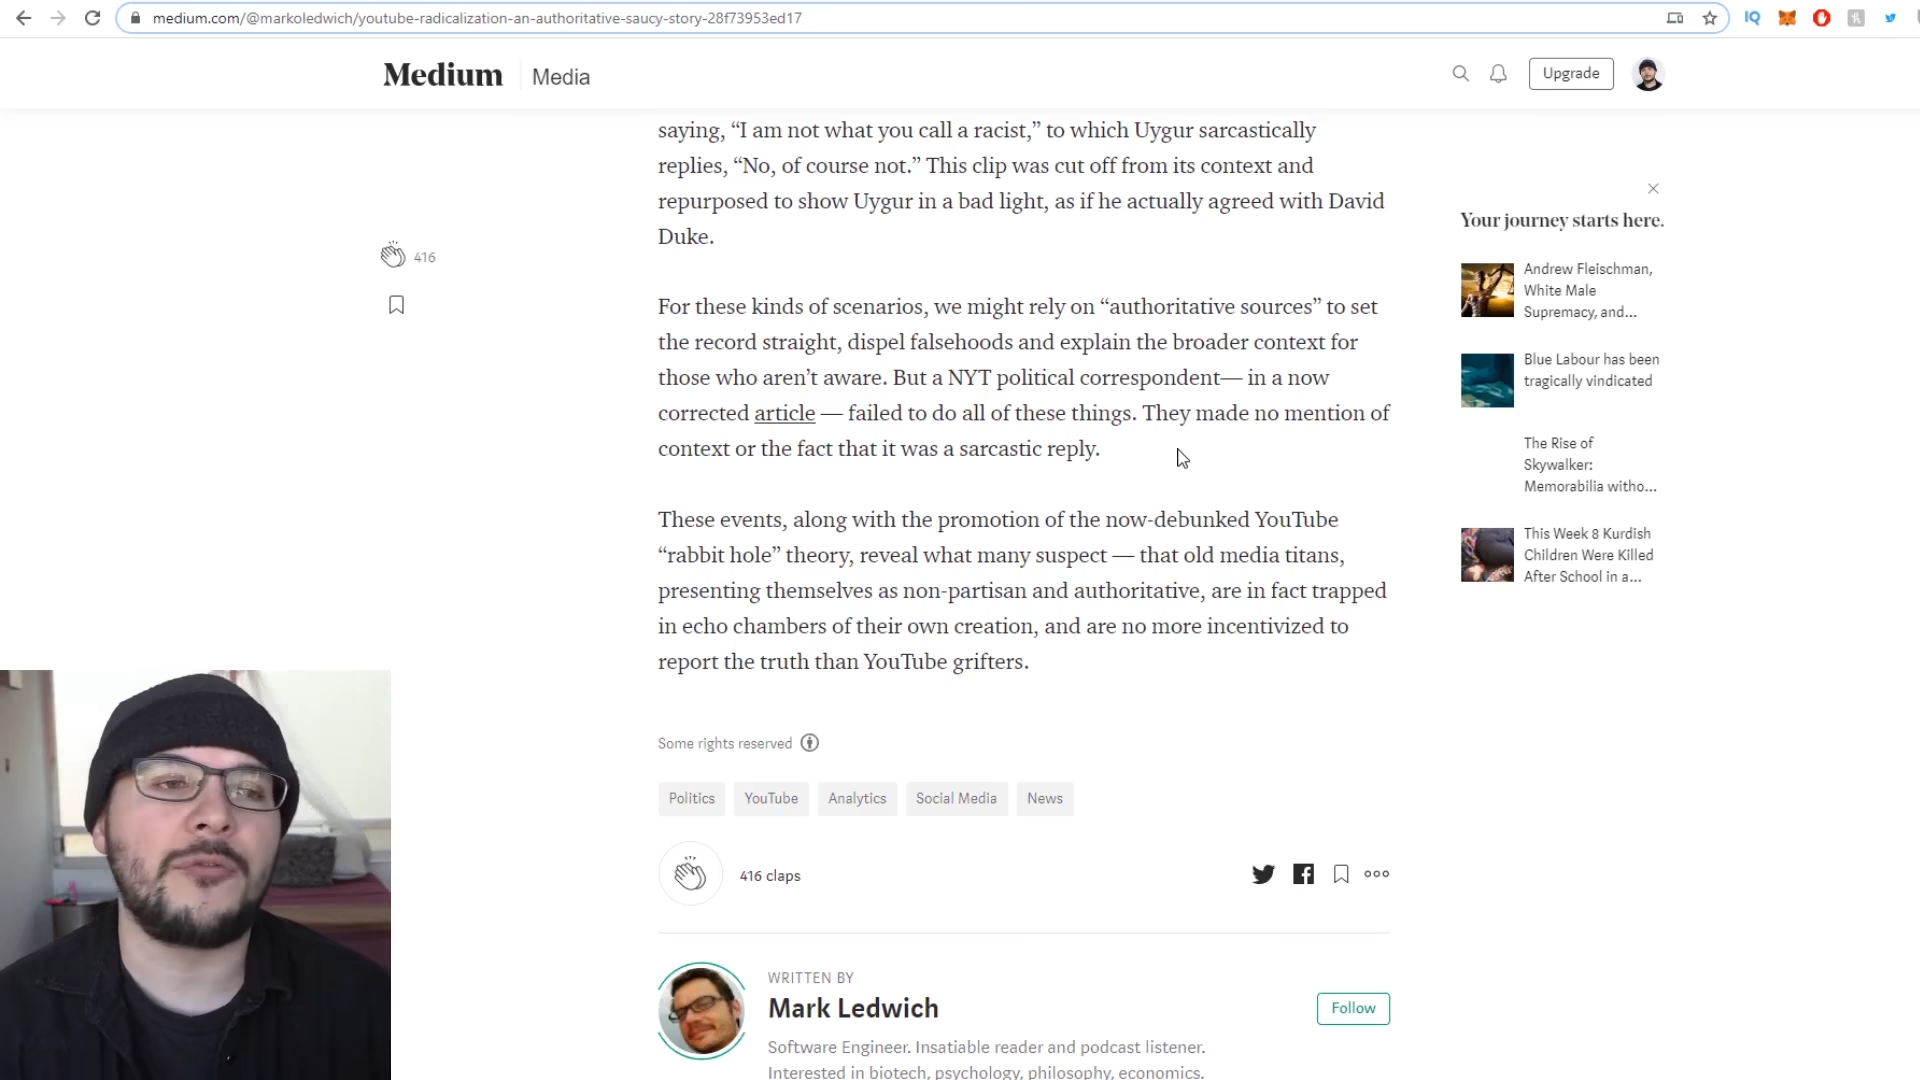 medium.com/@markoledwich/youtube-radicalization-an-authoritative-saucy-story-28f73953ed17
Medium
Media
Upgrade
saying, “I am not what you call a racist,” to which Uygur sarcastically
replies, “No, of course not.” This clip was cut off from its context and
repurposed to show Uygur in a bad light, as if he actually agreed with David
Duke.
416
For these kinds of scenarios, we might rely on “authoritative sources” to set
the record straight, dispel falsehoods and explain the broader context for
those who aren’t aware. But a NYT political correspondent— in a now
corrected article — failed to do all of these things. They made no mention of
context or the fact that it was a sarcastic reply.
These events, along with the promotion of the now-debunked YouTube
“rabbit hole” theory, reveal what many suspect — that old media titans,
presenting themselves as non-partisan and authoritative, are in fact trapped
in echo chambers of their own creation, and are no more incentivized to
report the truth than YouTube grifters.
Your journey starts here.
Andrew Fleischman,
White Male
Supremacy, and...
Blue Labour has been
tragically vindicated
The Rise of
Skywalker:
Memorabilia witho...
This Week 8 Kurdish
Children Were Killed
After School in a...
Some rights reserved
Politics
YouTube
Analytics
Social Media
News
416 claps
WRITTEN BY
Mark Ledwich
Follow
Software Engineer. Insatiable reader and podcast listener.
Interested in biotech, psychology, philosophy, economics.